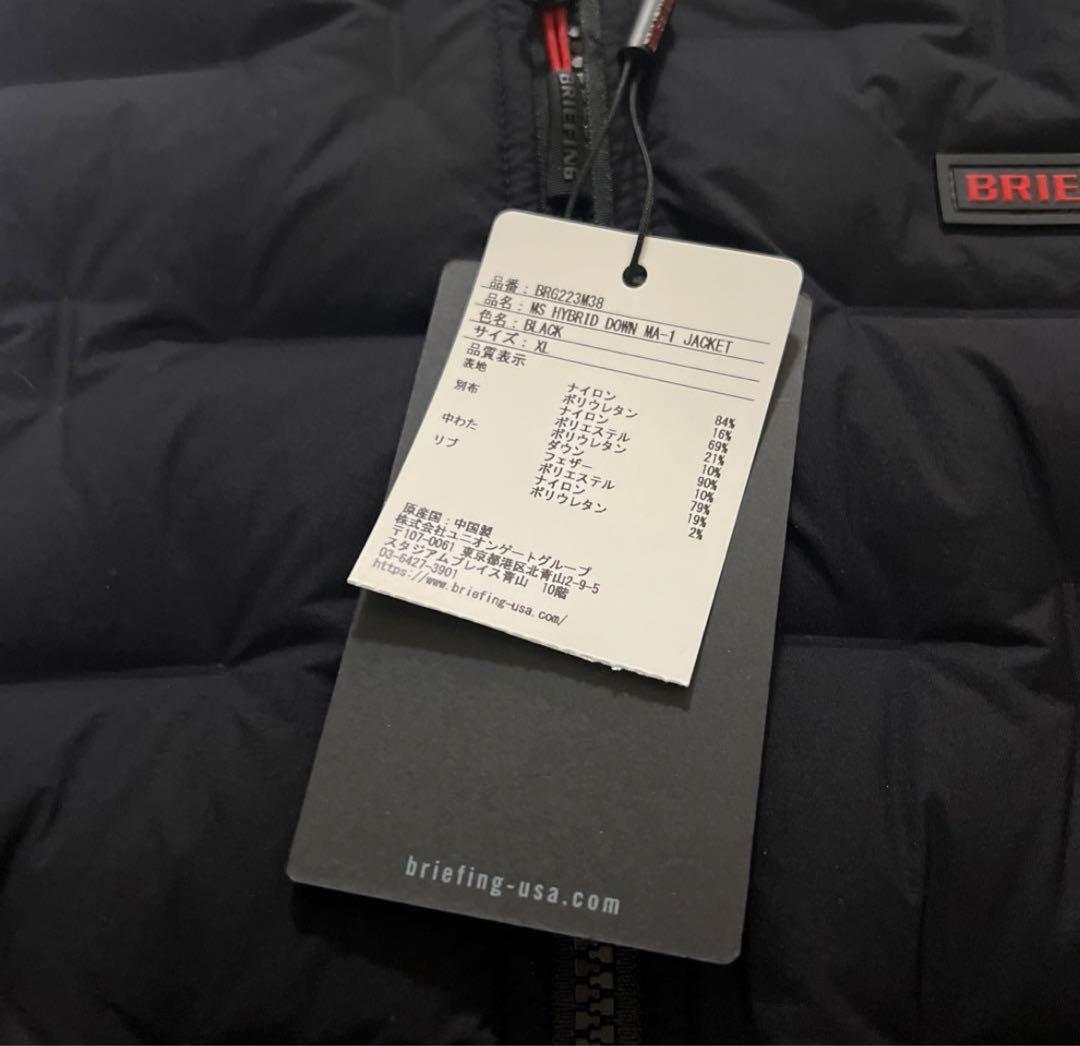 BRIEFING
BRIE
品番: BRG223M38
品名: MS HYBRID DOWN MA-1 JACKET
色名: BLACK
サイズ: XL
品質表示
表地
ナイロン 84%
ポリウレタン 16%
別布
ナイロン 69%
ポリエステル 21%
ポリウレタン 10%
中わた
ダウン 90%
フェザー 10%
リブ
ポリエステル 79%
ナイロン 19%
ポリウレタン 2%
原産国: 中国製
株式会社ユニオンゲートグループ
〒107-0061 東京都港区北青山2-9-5
スタジアムプレイス青山 10階
03-6427-3901
https://www.briefing-usa.com/
briefing-usa.com